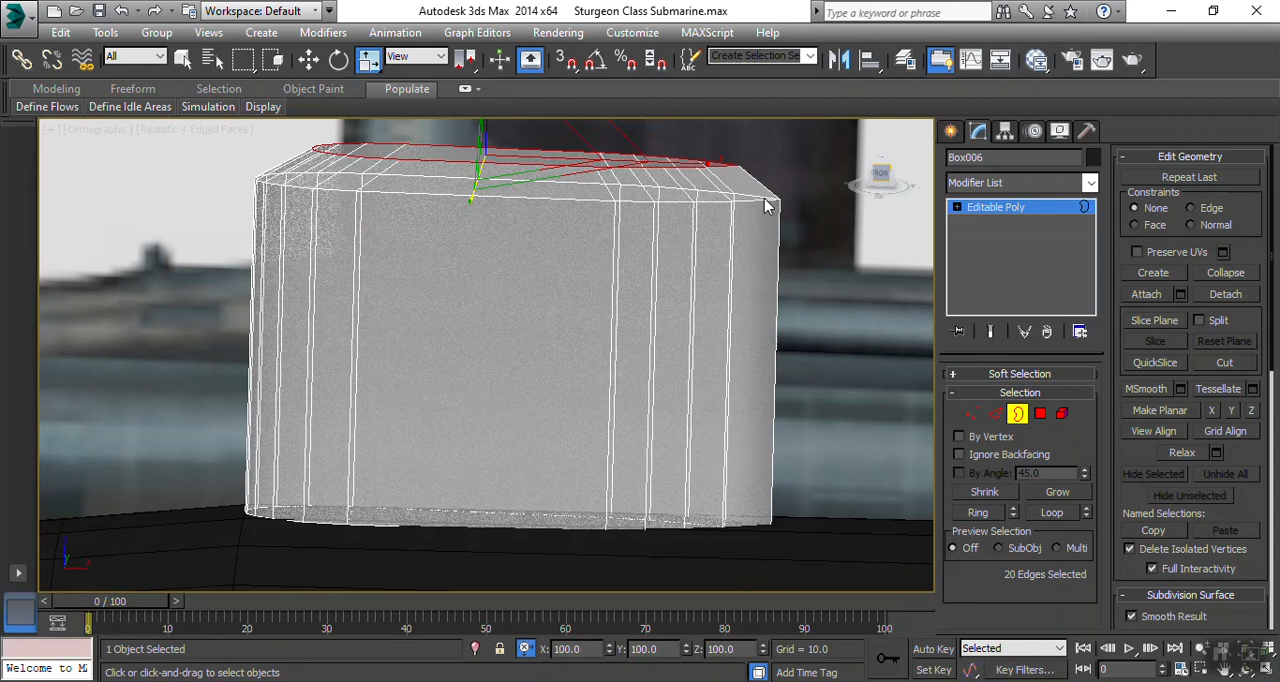 Workspace: Default
Autodesk 3ds Max 2014 x64 Sturgeon Class Submarine.max
Type a keyword or phrase
Edit Tools Group Views Create Modifiers Animation Graph Editors Rendering Customize MAXScript Help
All View Create Selection Se
Modeling Freeform Selection Object Paint Populate
Define Flows Define Idle Areas Simulation Display
[+] [Orthographic] [Realistic + Edged Faces]
Box006
Modifier List
Editable Poly
Soft Selection
Selection
By Vertex
Ignore Backfacing
By Angle: 45.0
Shrink Grow
Ring Loop
Preview Selection
Off SubObj Multi
20 Edges Selected
Edit Geometry
Repeat Last
Constraints
None Edge
Face Normal
Preserve UVs
Create Collapse
Attach Detach
Slice Plane Split
Slice Reset Plane
QuickSlice Cut
MSmooth Tessellate
Make Planar X Y Z
View Align Grid Align
Relax
Hide Selected Unhide All
Hide Unselected
Named Selections:
Copy Paste
Delete Isolated Vertices
Full Interactivity
Subdivision Surface
Smooth Result
0 / 100
0 10 20 30 40 50 60 70 80 90 100
1 Object Selected X: 100.0 Y: 100.0 Z: 100.0 Grid = 10.0 Auto Key Selected
Welcome to M Click or click-and-drag to select objects Add Time Tag Set Key Key Filters... 0